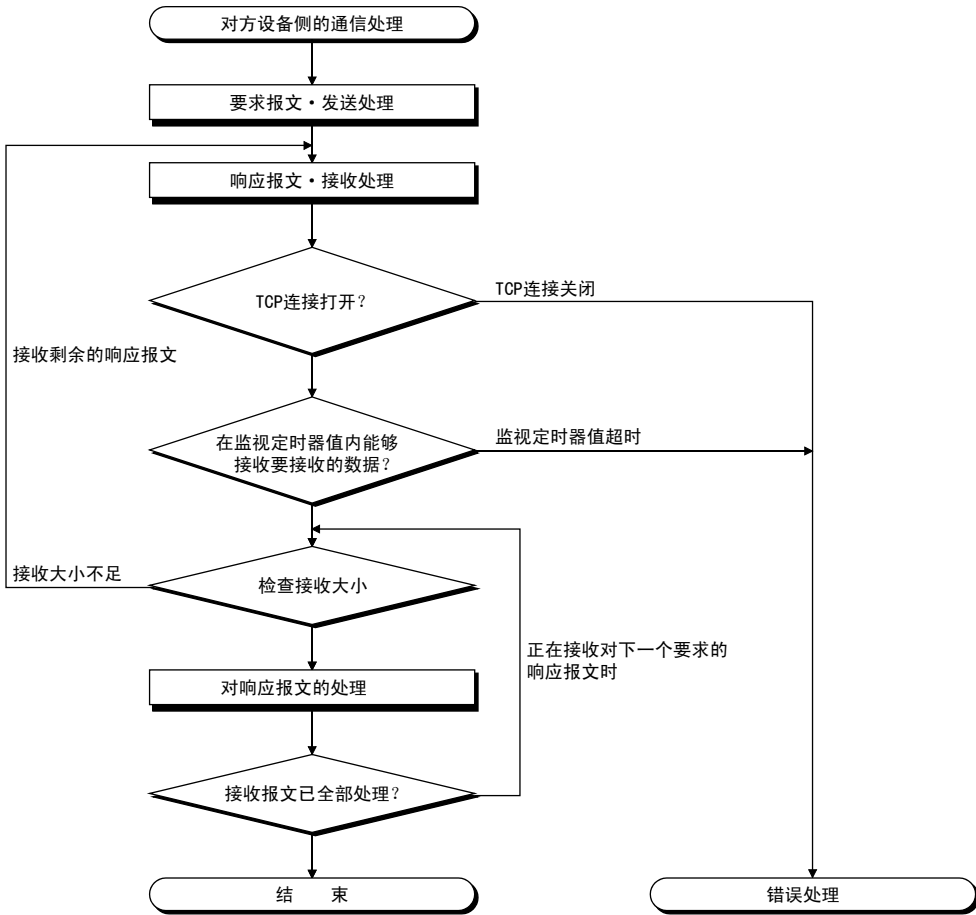 对方设备侧的通信处理
要求报文·发送处理
响应报文·接收处理
TCP连接打开？
TCP连接关闭
接收剩余的响应报文
在监视定时器值内能够
接收要接收的数据？
监视定时器值超时
接收大小不足
检查接收大小
正在接收对下一个要求的
响应报文时
对响应报文的处理
接收报文已全部处理？
结 束
错误处理